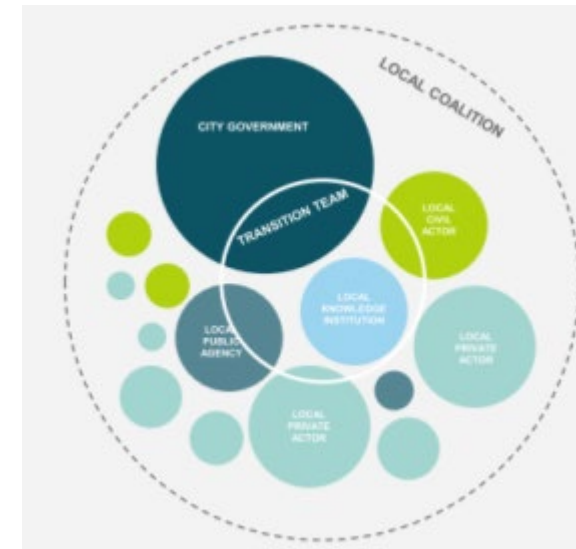 LOCAL COALITION
CITY GOVERNMENT
TRANSITION TEAM
LOCAL
CIVIL
ACTOR
LOCAL
KNOWLEDGE
INSTITUTION
LOCAL
PUBLIC
AGENCY
LOCAL
PRIVATE
ACTOR
LOCAL
PRIVATE
ACTOR